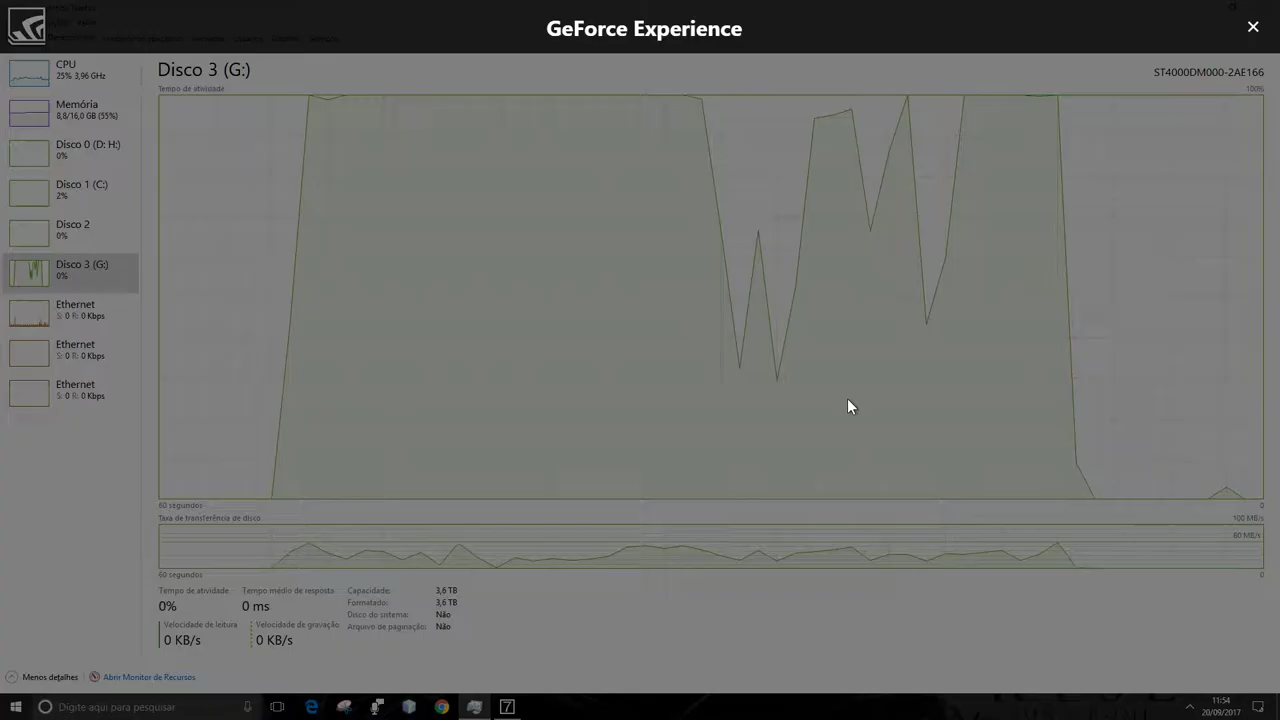 GeForce Experience
CPU
25% 3,96 GHz
Memória
8,8/16,0 GB (55%)
Disco 0 (D: H:)
0%
Disco 1 (C:)
2%
Disco 2
0%
Disco 3 (G:)
0%
Ethernet
S: 0 R: 0 Kbps
Ethernet
S: 0 R: 0 Kbps
Ethernet
S: 0 R: 0 Kbps
Disco 3 (G:)
ST4000DM000-2AE166
Tempo de atividade
100%
60 segundos
0
Taxa de transferência de disco
100 MB/s
60 MB/s
60 segundos
0
Tempo de atividade
0%
Tempo médio de resposta
0 ms
Velocidade de leitura
0 KB/s
Velocidade de gravação
0 KB/s
Capacidade: 3,6 TB
Formatado: 3,6 TB
Disco do sistema: Não
Arquivo de paginação: Não
Menos detalhes
Abrir Monitor de Recursos
Digite aqui para pesquisar
7
11:54
20/09/2017